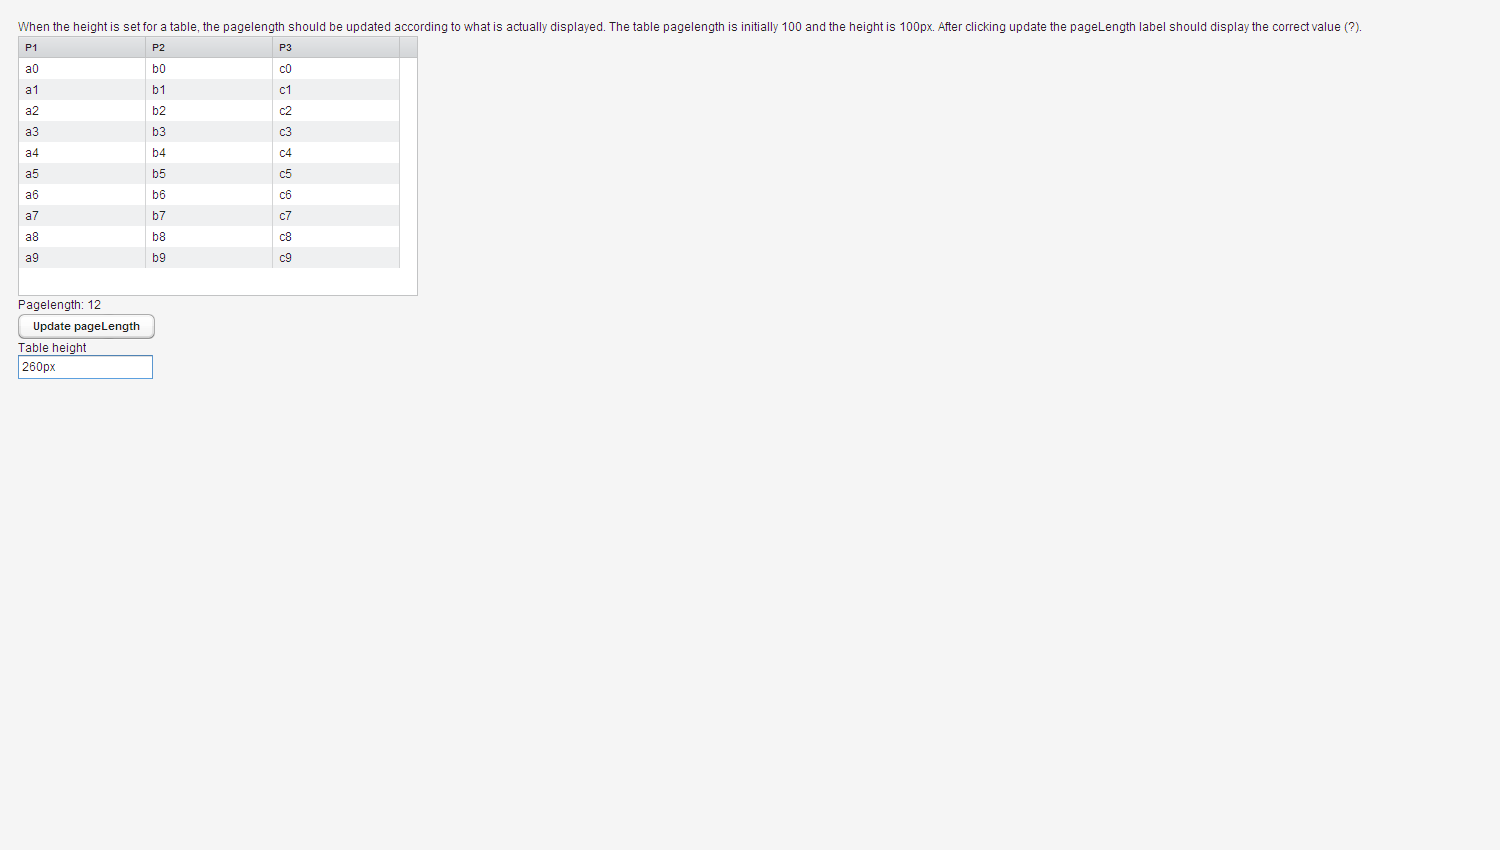 When the height is set for a table, the pagelength should be updated according to what is actually displayed. The table pagelength is initially 100 and the height is 100px. After clicking update the pageLength label should display the correct value (?).
P1 P2 P3
a0 b0 c0
a1 b1 c1
a2 b2 c2
a3 b3 c3
a4 b4 c4
a5 b5 c5
a6 b6 c6
a7 b7 c7
a8 b8 c8
a9 b9 c9
Pagelength: 12
Update pageLength
Table height
260px